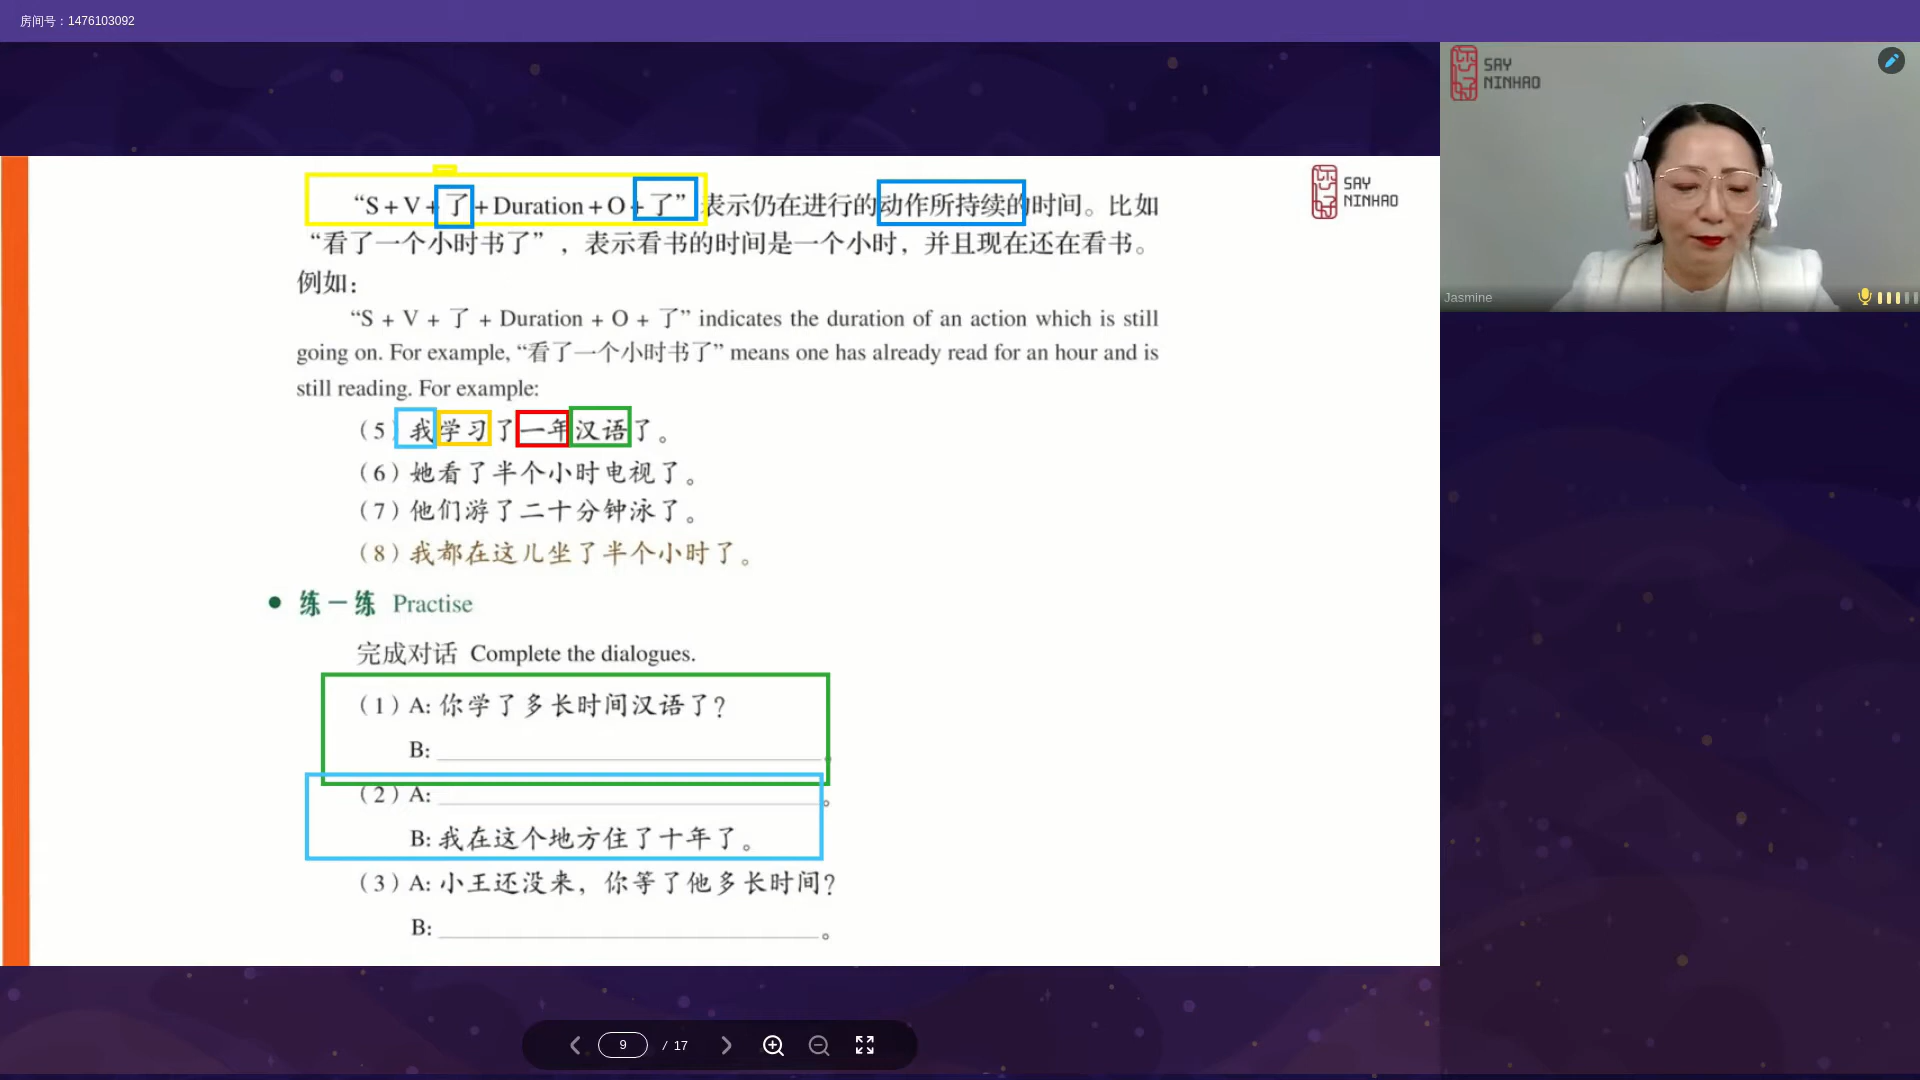 房间号：1476103092
SAY
NINHAO
Jasmine
SAY
NINHAO
“S+V+了+Duration+O+了” 表示仍在进行的动作所持续的时间。比如
“看了一个小时书了”，表示看书的时间是一个小时，并且现在还在看书。
例如：
“S + V + 了 + Duration + O + 了” indicates the duration of an action which is still
going on. For example, “看了一个小时书了” means one has already read for an hour and is
still reading. For example:
（5）我学习了一年汉语了。
（6）她看了半个小时电视了。
（7）他们游了二十分钟泳了。
（8）我都在这儿坐了半个小时了。
● 练一练 Practise
完成对话 Complete the dialogues.
（1）A: 你学了多长时间汉语了？
B: ____________________。
（2）A: ____________________。
B: 我在这个地方住了十年了。
（3）A: 小王还没来，你等了他多长时间？
B: ____________________。
9 / 17